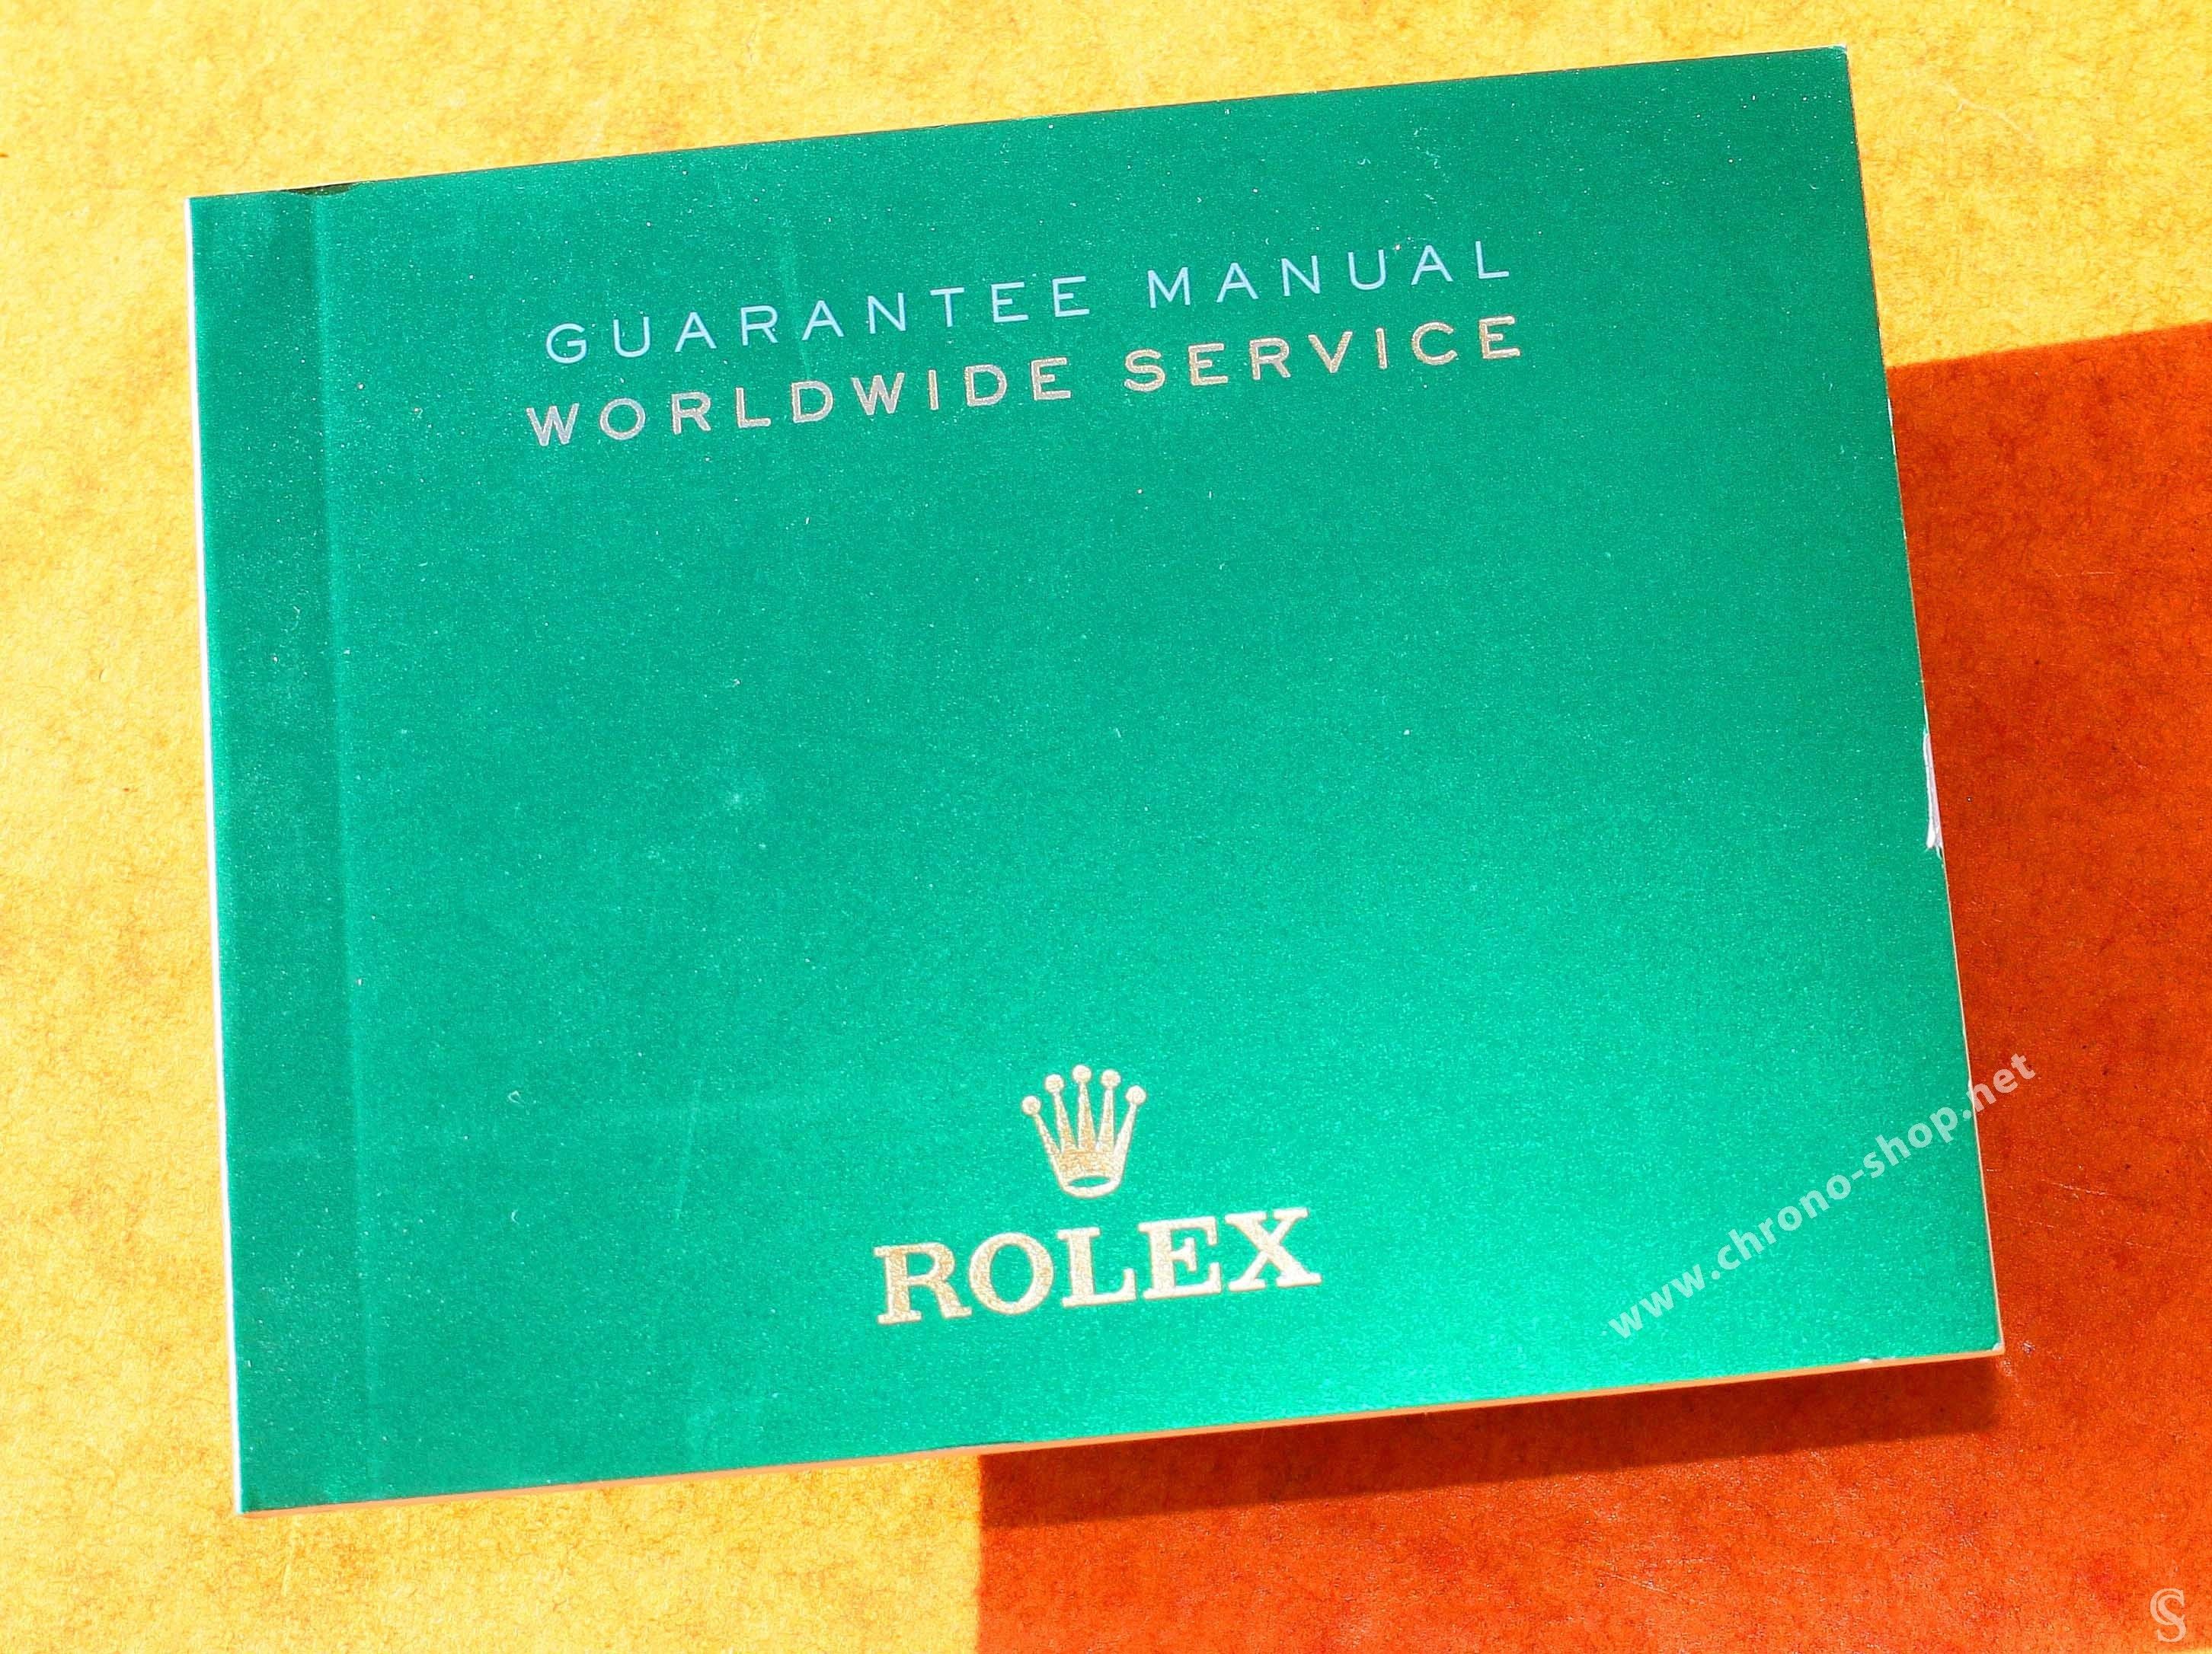 GUARANTEE MANUAL
WORLDWIDE SERVICE
ROLEX
www.chrono-shop.net